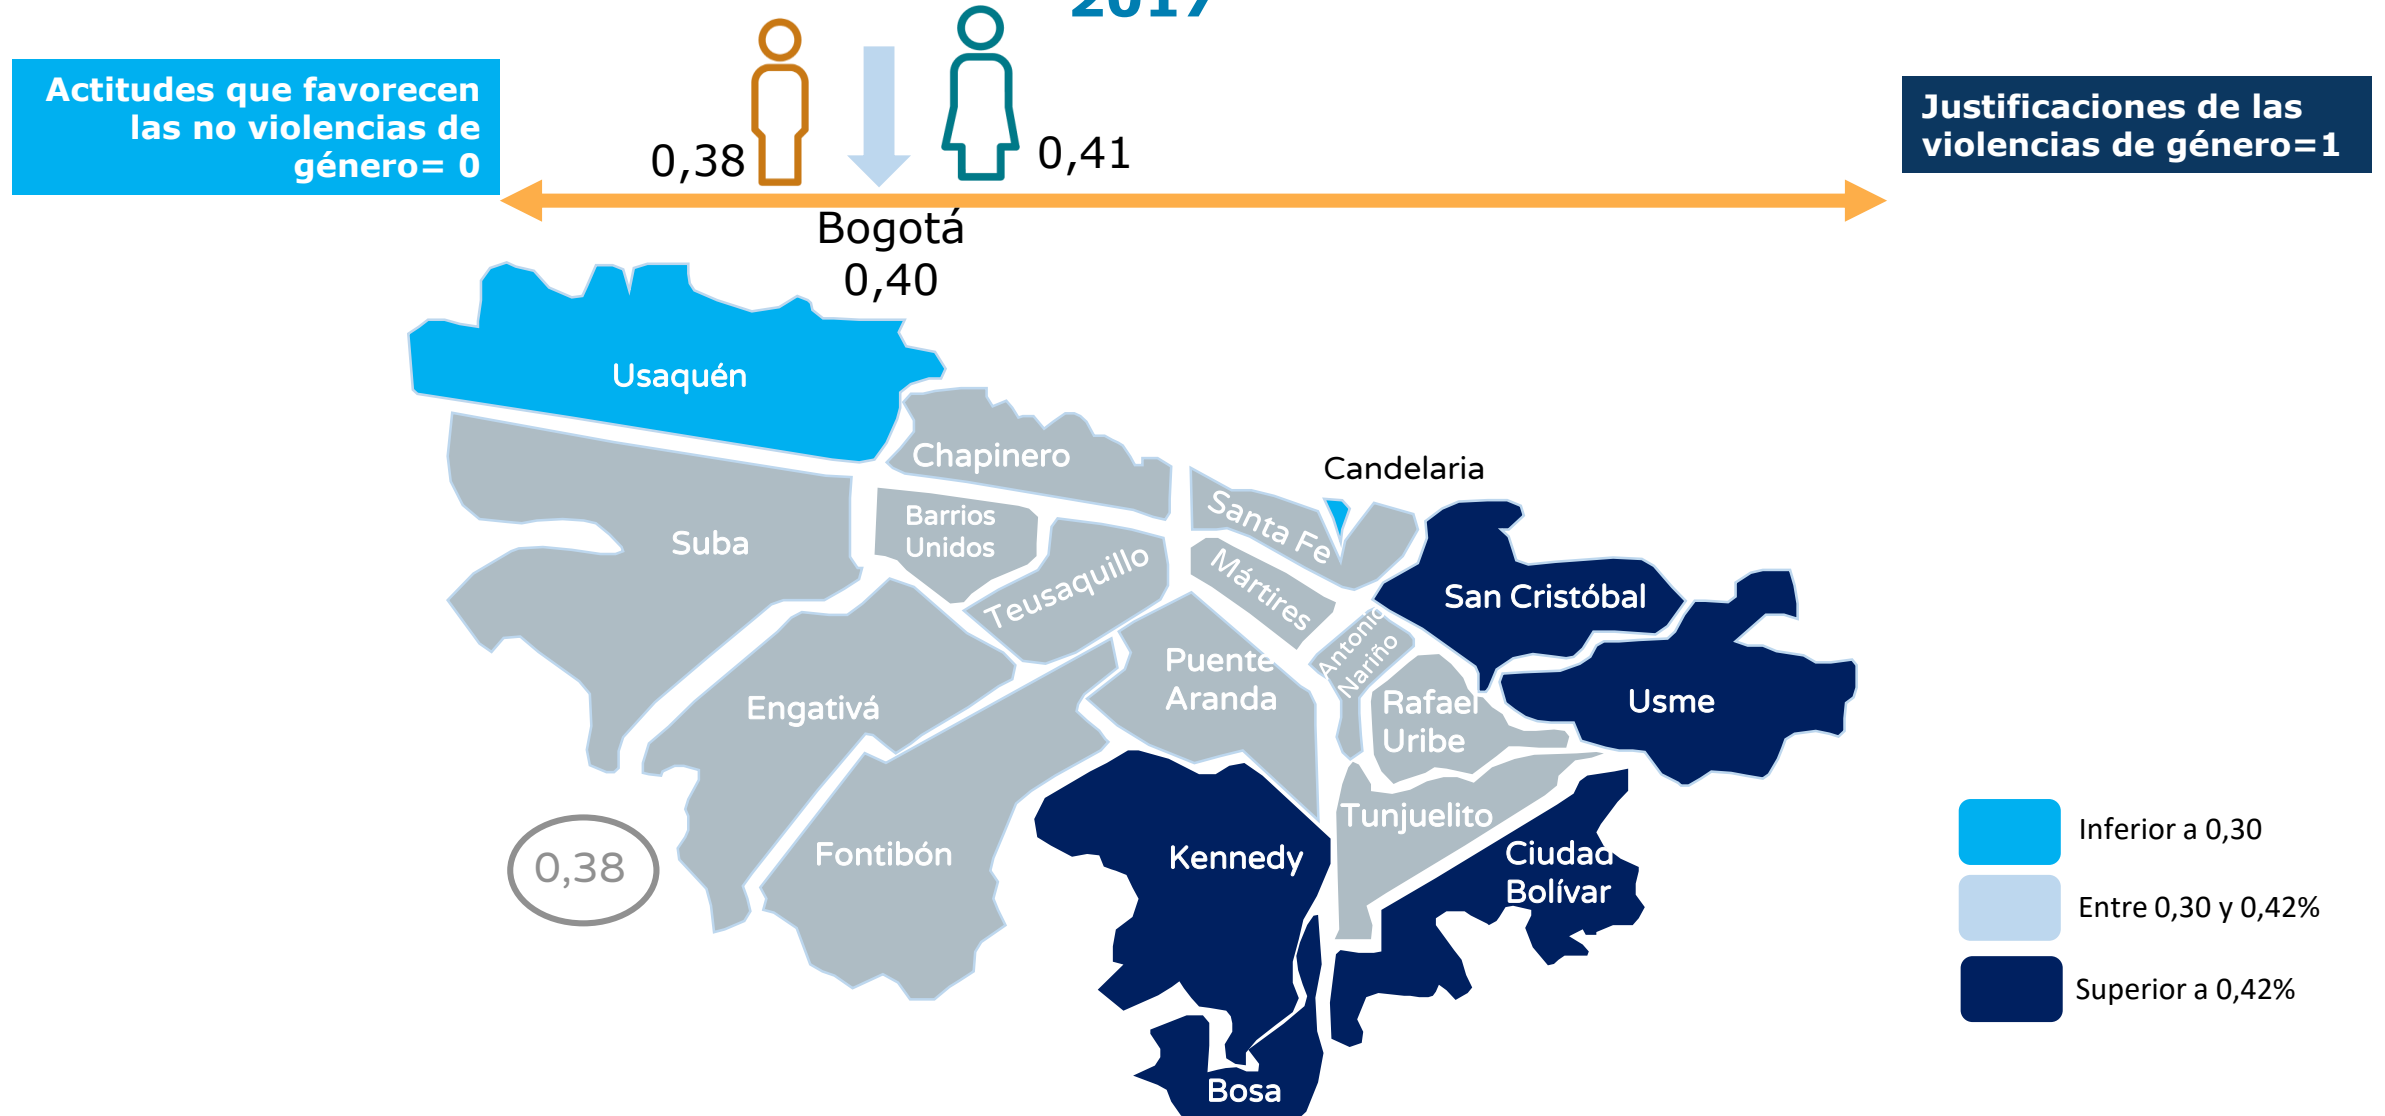 2017
Actitudes que favorecen
las no violencias de
género= 0
Justificaciones de las
violencias de género=1
0,38
0,41
Bogotá
0,40
Usaquén
Chapinero
Candelaria
Santa Fe
Barrios
Unidos
Suba
Teusaquillo
Mártires
San Cristóbal
Antonio
Nariño
Puente
Aranda
Rafael
Uribe
Usme
Engativá
Tunjuelito
Fontibón
Kennedy
Ciudad
Bolívar
0,38
Bosa
Inferior a 0,30
Entre 0,30 y 0,42%
Superior a 0,42%